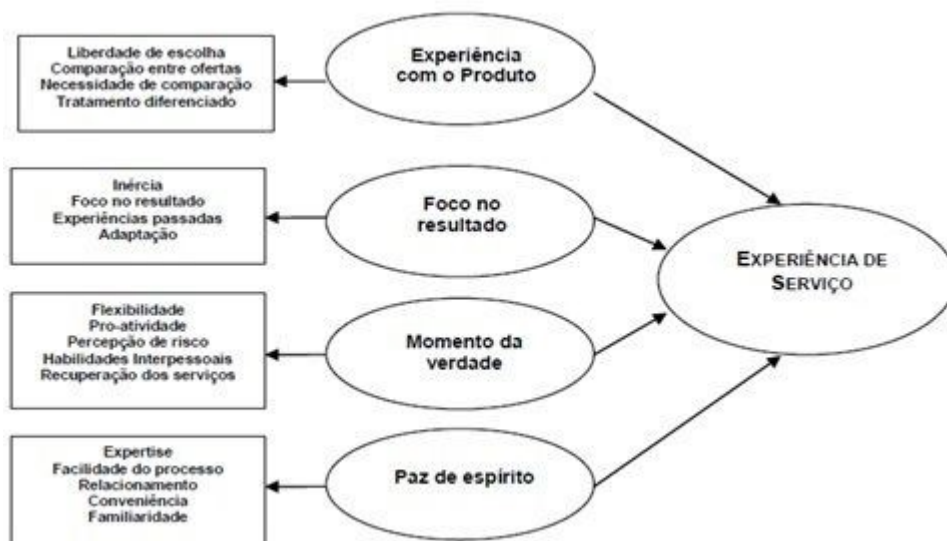 Liberdade de escolha
Comparação entre ofertas
Necessidade de comparação
Tratamento diferenciado
Experiência
com o Produto
Inércia
Foco no resultado
Experiências passadas
Adaptação
Foco no
resultado
EXPERIÊNCIA DE
SERVIÇO
Flexibilidade
Pro-atividade
Percepção de risco
Habilidades Interpessoais
Recuperação dos serviços
Momento da
verdade
Expertise
Facilidade do processo
Relacionamento
Conveniência
Familiaridade
Paz de espírito